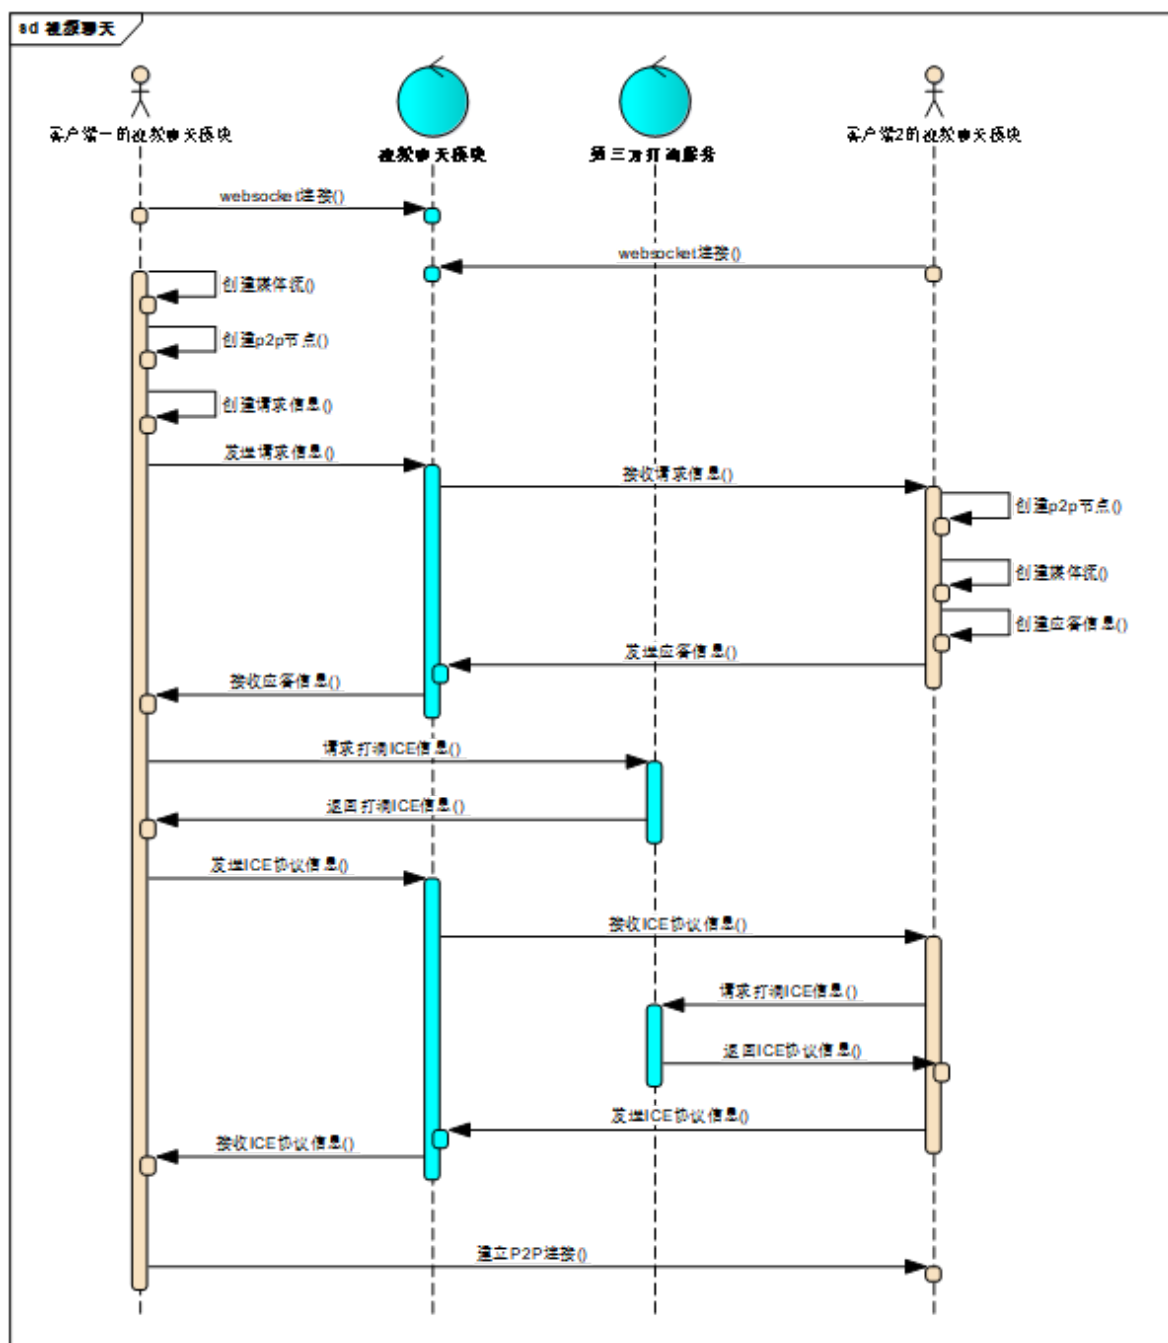 sd 视频聊天
客户端一的视频聊天模块
视频聊天模块
第三方打洞服务
客户端2的视频聊天模块
websocket连接()
websocket连接()
创建媒体流()
创建p2p节点()
创建请求信息()
发送请求信息()
接收请求信息()
创建p2p节点()
创建媒体流()
创建应答信息()
发送应答信息()
接收应答信息()
请求打洞ICE信息()
返回打洞ICE信息()
发送ICE协议信息()
接收ICE协议信息()
请求打洞ICE信息()
返回ICE协议信息()
发送ICE协议信息()
接收ICE协议信息()
建立P2P连接()